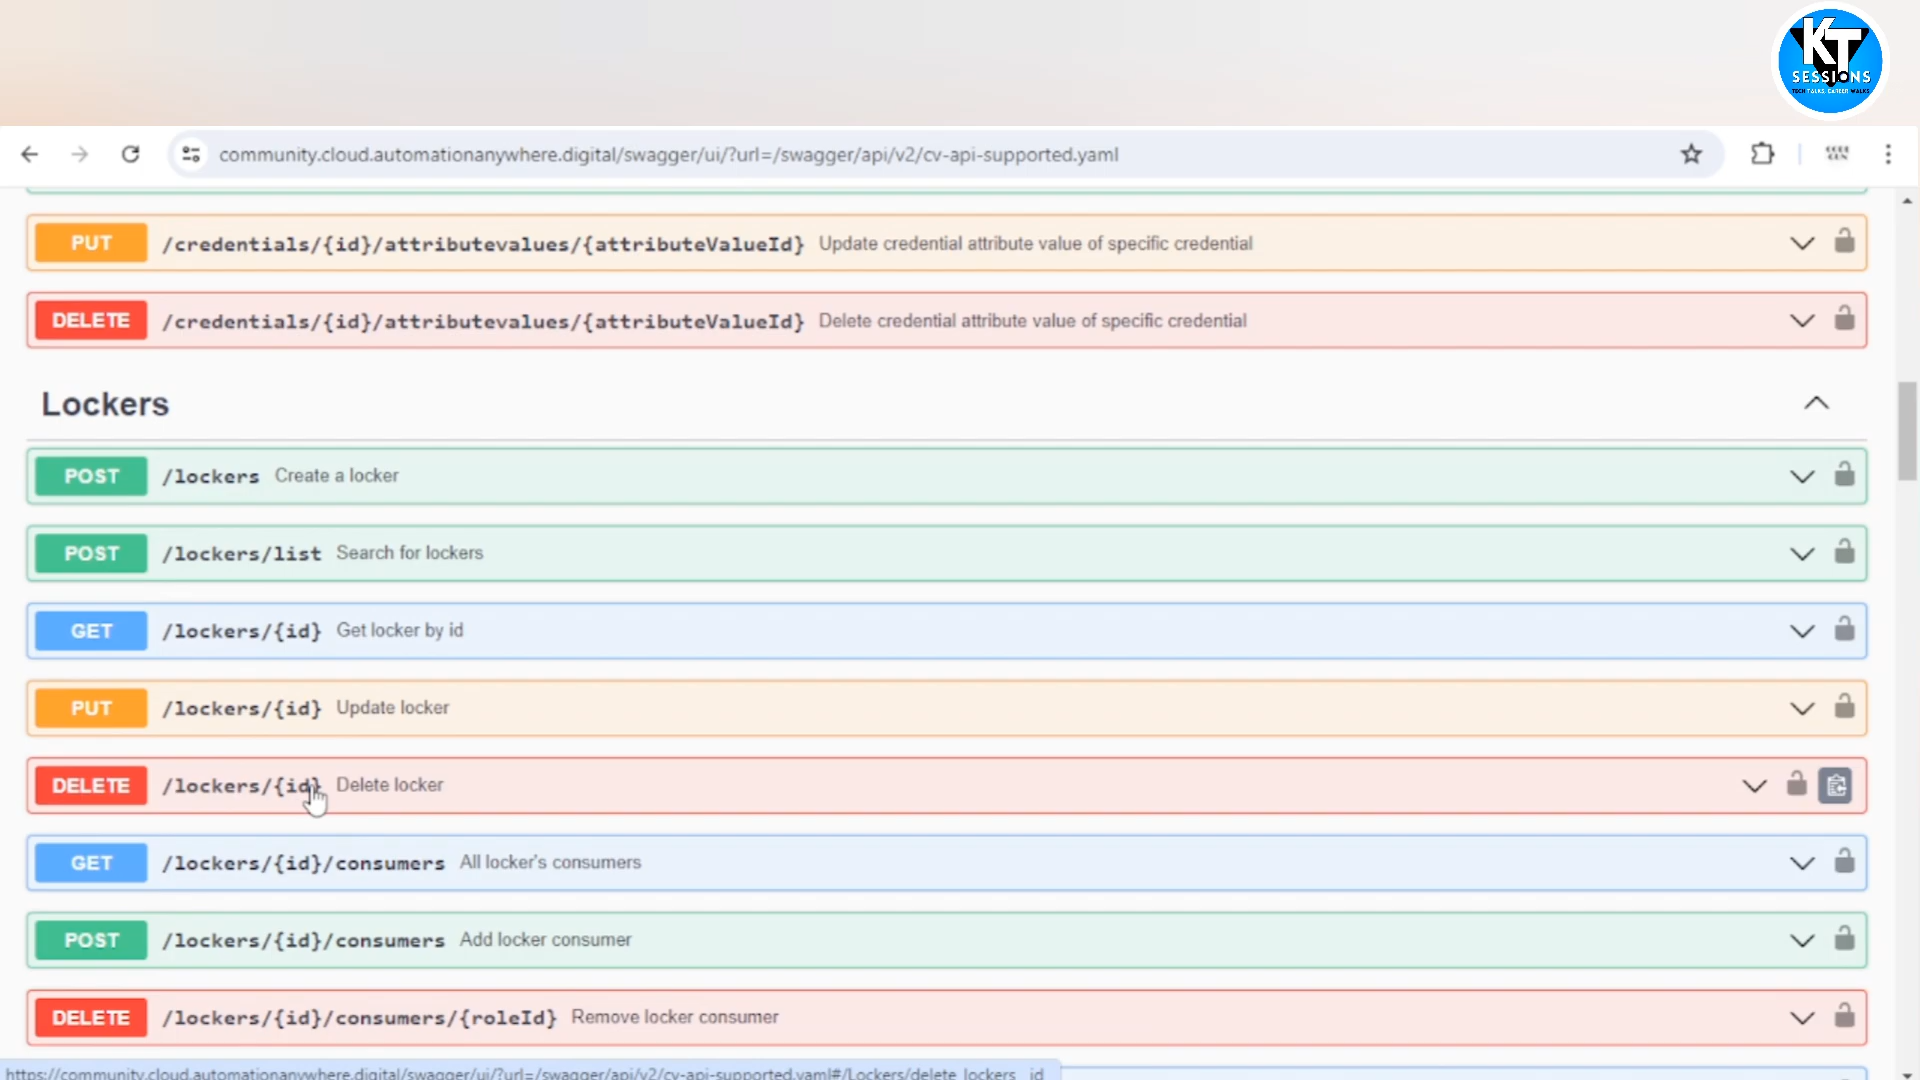 KT
SESSIONS
TECH TALKS, CAREER WALKS
community.cloud.automationanywhere.digital/swagger/ui/?url=/swagger/api/v2/cv-api-supported.yaml
PUT /credentials/{id}/attributevalues/{attributeValueId} Update credential attribute value of specific credential
DELETE /credentials/{id}/attributevalues/{attributeValueId} Delete credential attribute value of specific credential
Lockers
POST /lockers Create a locker
POST /lockers/list Search for lockers
GET /lockers/{id} Get locker by id
PUT /lockers/{id} Update locker
DELETE /lockers/{id} Delete locker
GET /lockers/{id}/consumers All locker's consumers
POST /lockers/{id}/consumers Add locker consumer
DELETE /lockers/{id}/consumers/{roleId} Remove locker consumer
https://community.cloud.automationanywhere.digital/swagger/ui/?url=/swagger/api/v2/cv-api-supported.yaml#/Lockers/delete_lockers__id_